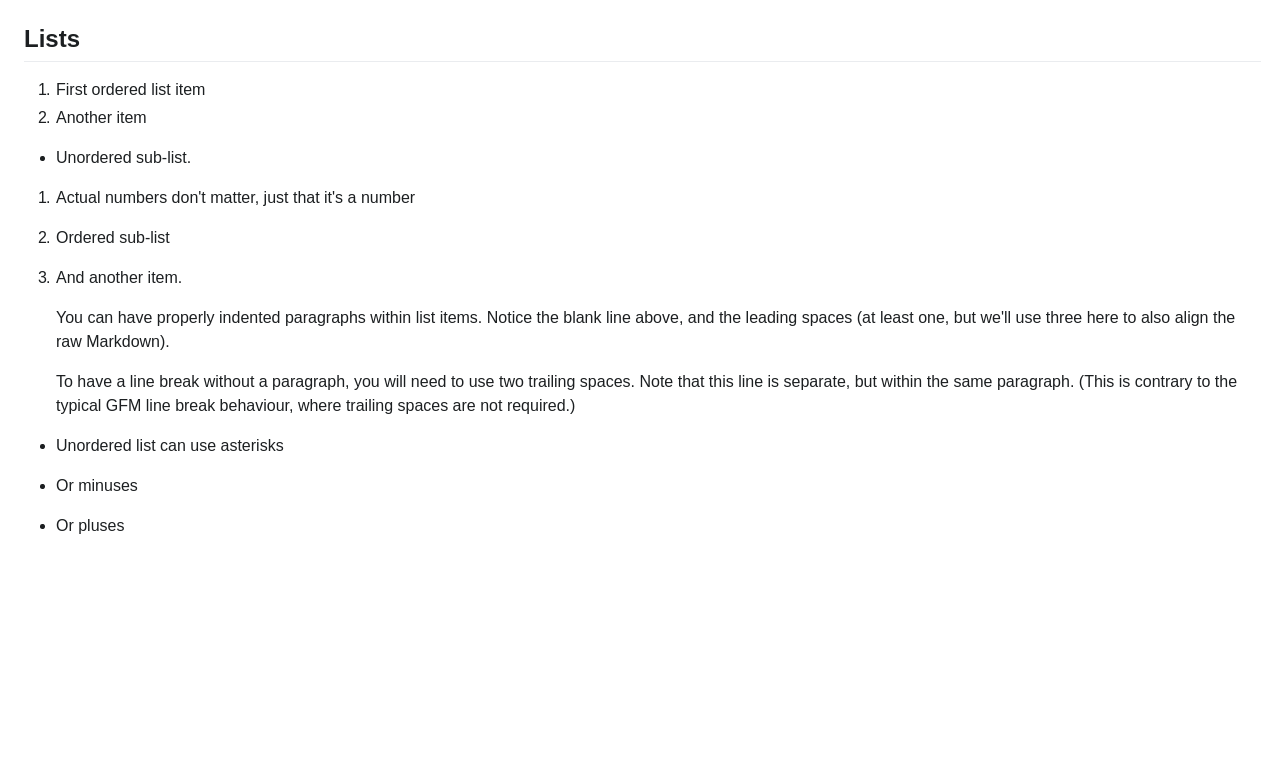 Lists
1. First ordered list item
2. Another item
• Unordered sub-list.
1. Actual numbers don't matter, just that it's a number
2. Ordered sub-list
3. And another item.
You can have properly indented paragraphs within list items. Notice the blank line above, and the leading spaces (at least one, but we'll use three here to also align the
raw Markdown).
To have a line break without a paragraph, you will need to use two trailing spaces. Note that this line is separate, but within the same paragraph. (This is contrary to the
typical GFM line break behaviour, where trailing spaces are not required.)
• Unordered list can use asterisks
• Or minuses
• Or pluses